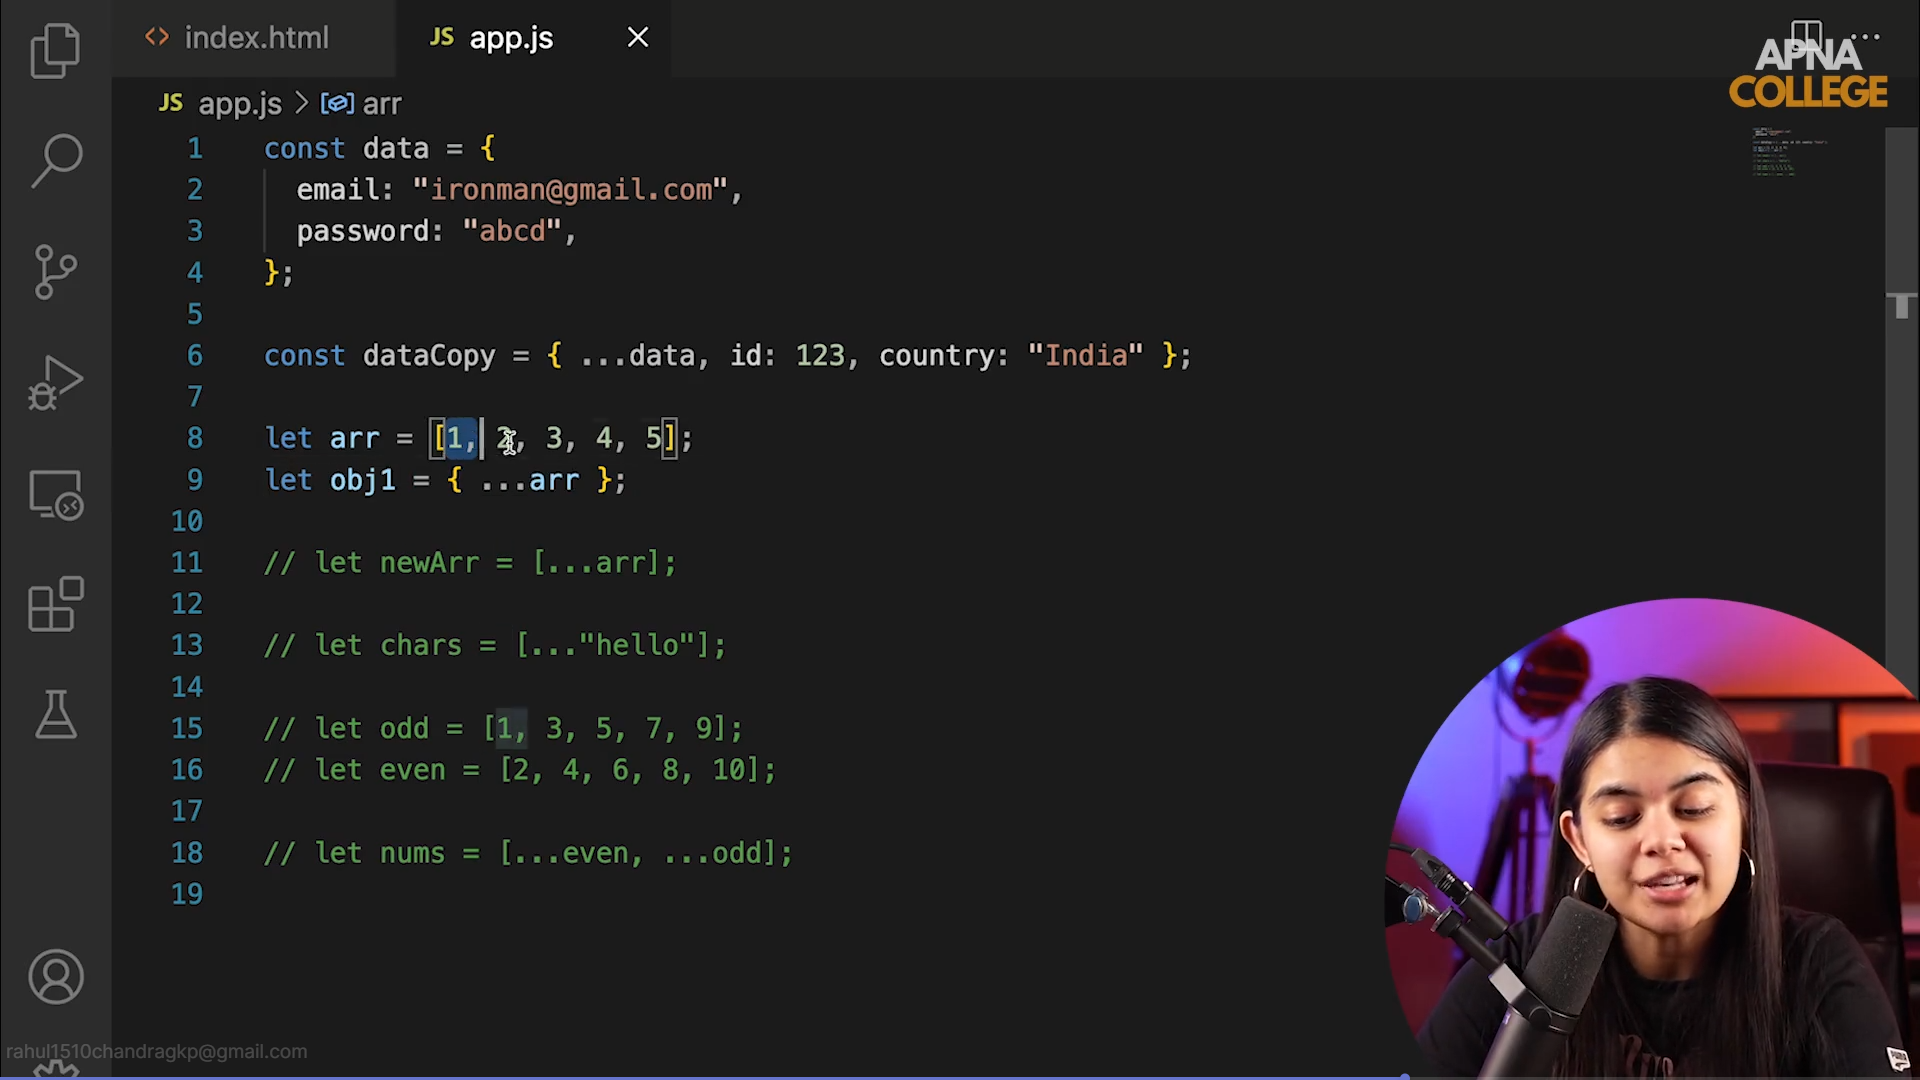 index.html
JS app.js
APNA
COLLEGE
JS app.js > arr
1 const data = {
2 email: "ironman@gmail.com",
3 password: "abcd",
4 };
5
6 const dataCopy = { ...data, id: 123, country: "India" };
7
8 let arr = [1, 2, 3, 4, 5];
9 let obj1 = { ...arr };
10
11 // let newArr = [...arr];
12
13 // let chars = [..."hello"];
14
15 // let odd = [1, 3, 5, 7, 9];
16 // let even = [2, 4, 6, 8, 10];
17
18 // let nums = [...even, ...odd];
19
rahul1510chandragkp@gmail.com